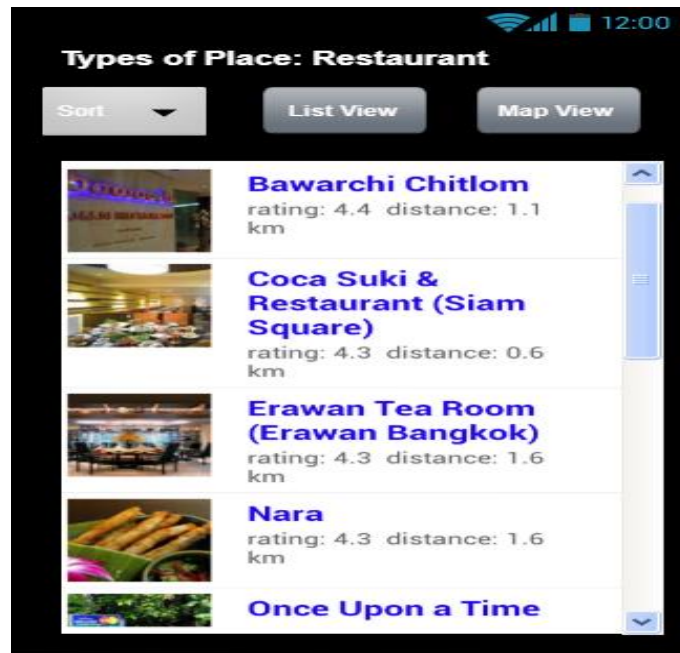 12:00
Types of Place: Restaurant
Sort
List View
Map View
Bawarchi Chitlom
rating: 4.4 distance: 1.1
km
Coca Suki &
Restaurant (Siam
Square)
rating: 4.3 distance: 0.6
km
Erawan Tea Room
(Erawan Bangkok)
rating: 4.3 distance: 1.6
km
Nara
rating: 4.3 distance: 1.6
km
Once Upon a Time